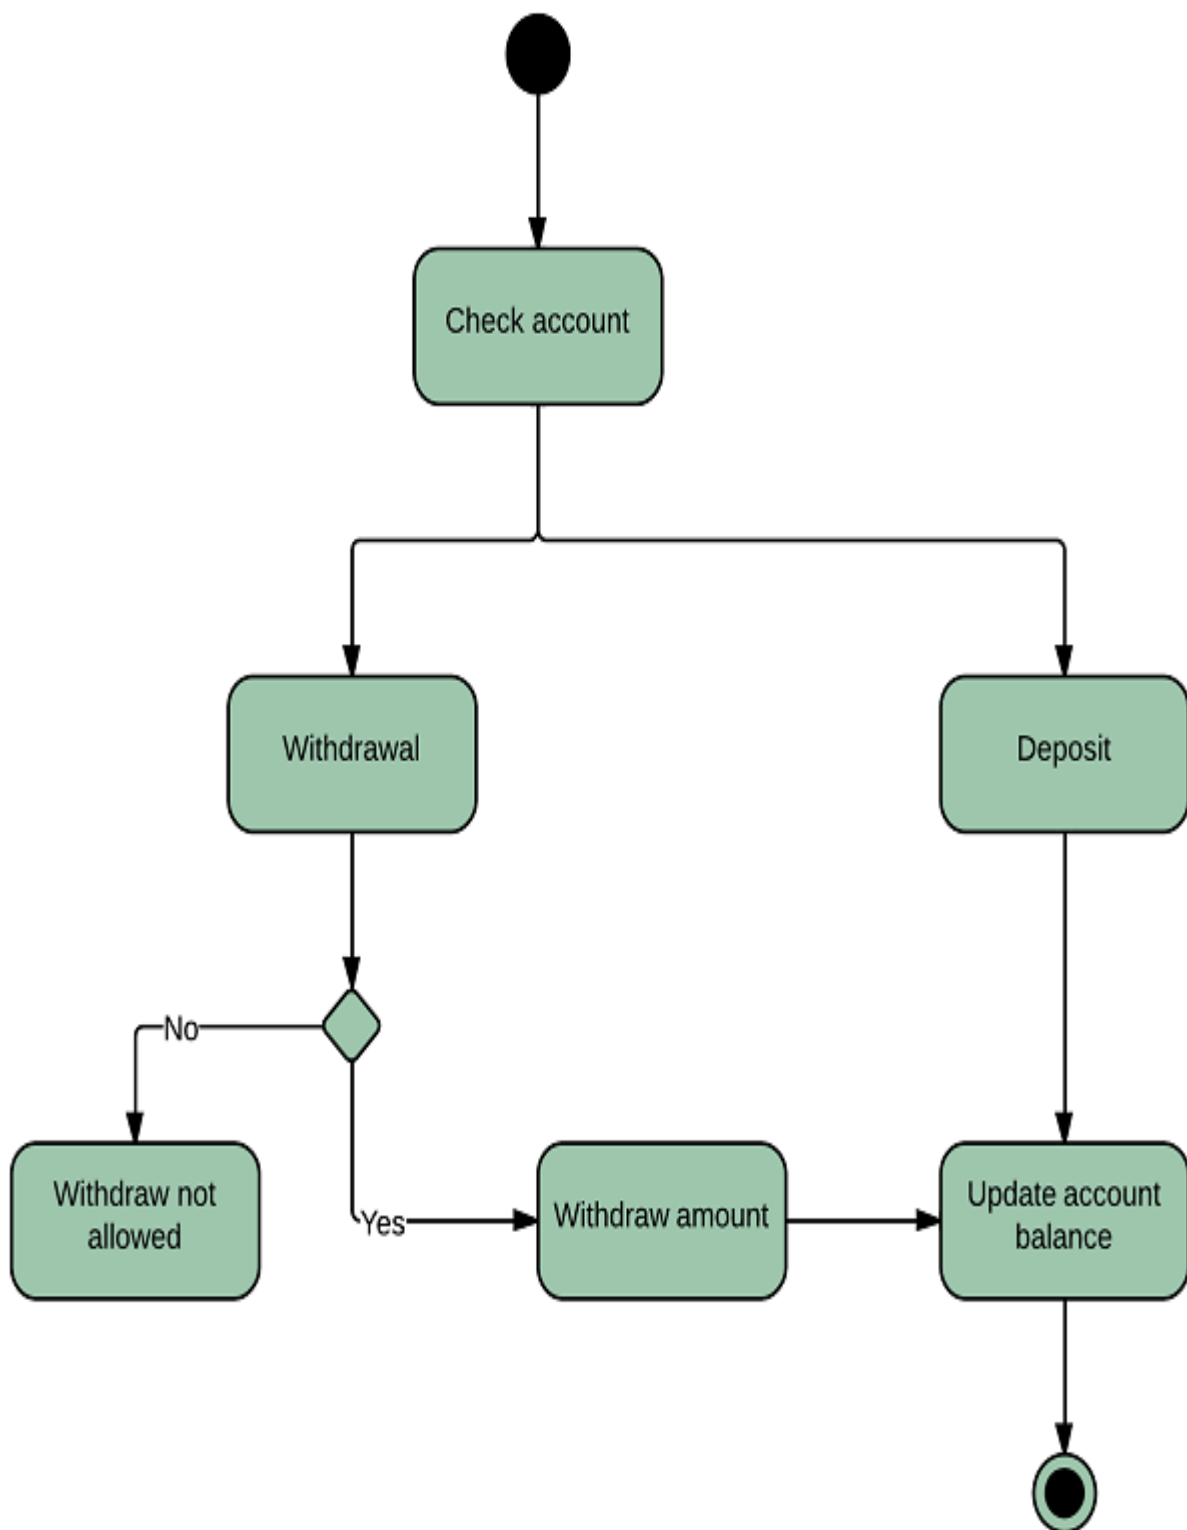 Check account
Withdrawal
Deposit
No
Withdraw not
allowed
Yes
Withdraw amount
Update account
balance